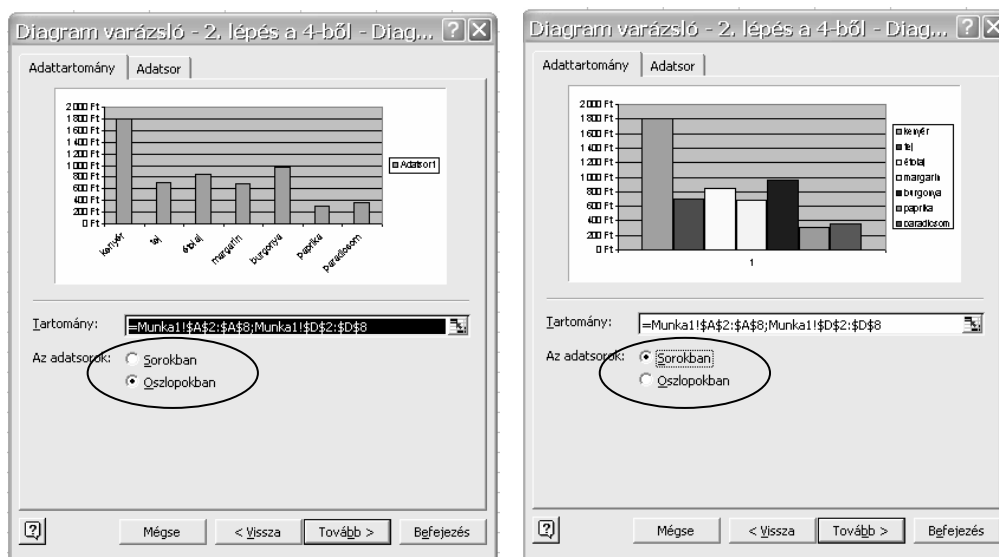 Diagram varázsló - 2. lépés a 4-ből - Diag...
Adattartomány Adatsor
2 000 Ft
1 800 Ft
1 600 Ft
1 400 Ft
1 200 Ft
1 000 Ft
800 Ft
600 Ft
400 Ft
200 Ft
0 Ft
kenyér
tej
étolaj
margarin
burgonya
paprika
paradicsom
Adatsor1
Tartomány: =Munka1!$A$2:$A$8;Munka1!$D$2:$D$8
Az adatsorok: Sorokban
Oszlopokban
Mégse < Vissza Tovább > Befejezés
Diagram varázsló - 2. lépés a 4-ből - Diag...
Adattartomány Adatsor
2 000 Ft
1 800 Ft
1 600 Ft
1 400 Ft
1 200 Ft
1 000 Ft
800 Ft
600 Ft
400 Ft
200 Ft
0 Ft
1
kenyér
tej
étolaj
margarin
burgonya
paprika
paradicsom
Tartomány: =Munka1!$A$2:$A$8;Munka1!$D$2:$D$8
Az adatsorok: Sorokban
Oszlopokban
Mégse < Vissza Tovább > Befejezés